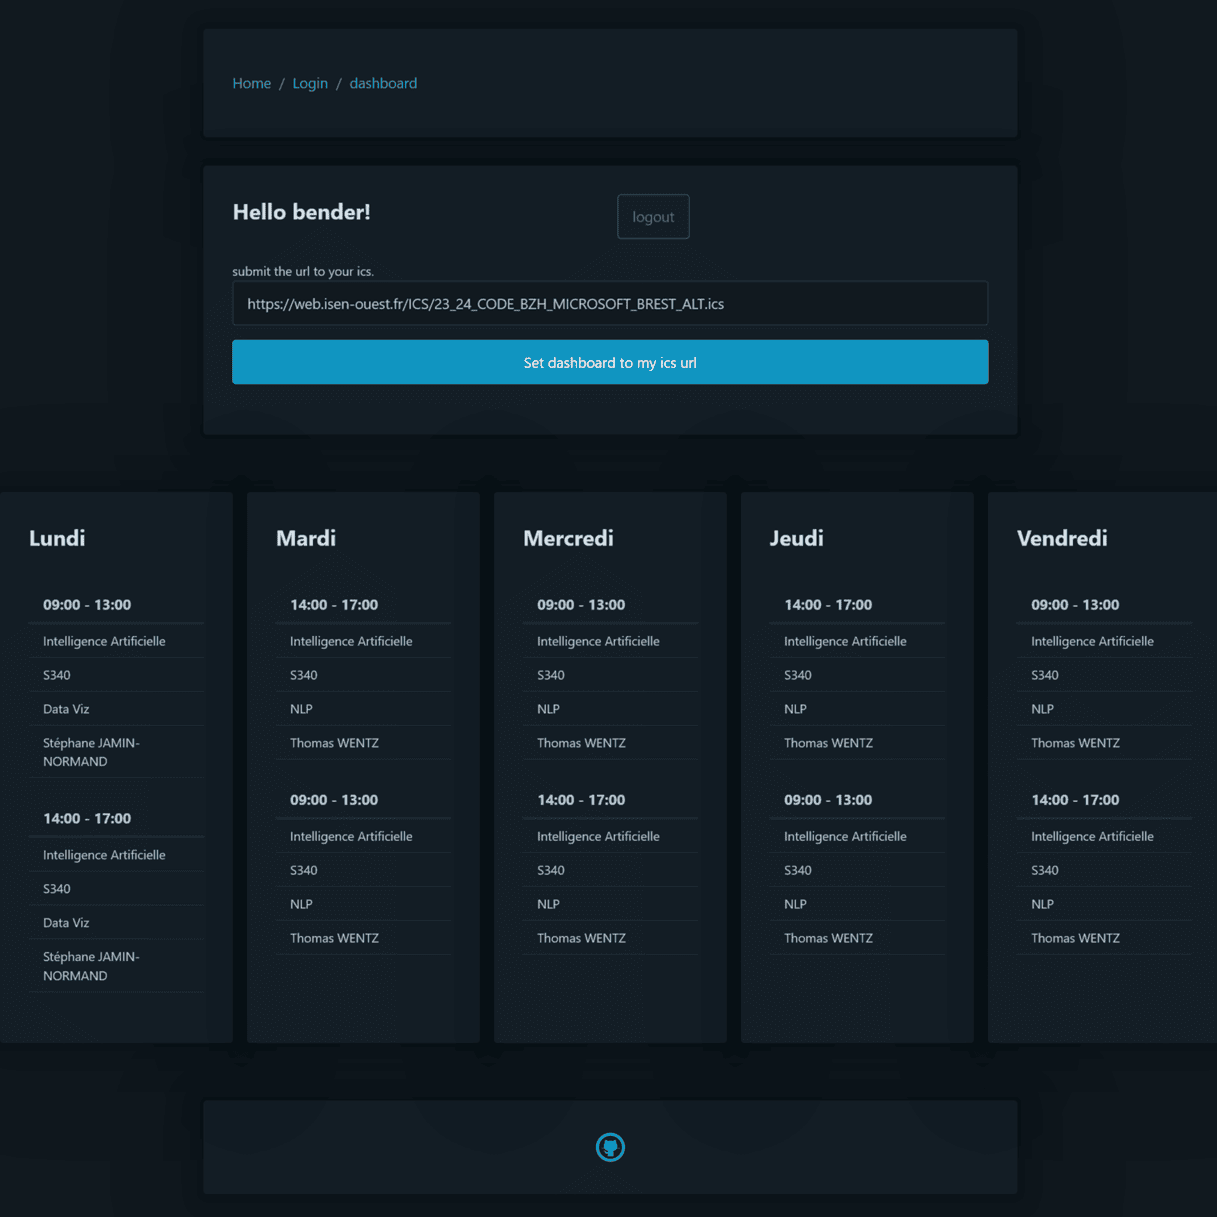 Home / Login / dashboard
Hello bender!
logout
submit the url to your ics.
https://web.isen-ouest.fr/ICS/23_24_CODE_BZH_MICROSOFT_BREST_ALT.ics
Set dashboard to my ics url
Lundi
09:00 - 13:00
Intelligence Artificielle
S340
Data Viz
Stéphane JAMIN-
NORMAND
14:00 - 17:00
Intelligence Artificielle
S340
Data Viz
Stéphane JAMIN-
NORMAND
Mardi
14:00 - 17:00
Intelligence Artificielle
S340
NLP
Thomas WENTZ
09:00 - 13:00
Intelligence Artificielle
S340
NLP
Thomas WENTZ
Mercredi
09:00 - 13:00
Intelligence Artificielle
S340
NLP
Thomas WENTZ
14:00 - 17:00
Intelligence Artificielle
S340
NLP
Thomas WENTZ
Jeudi
14:00 - 17:00
Intelligence Artificielle
S340
NLP
Thomas WENTZ
09:00 - 13:00
Intelligence Artificielle
S340
NLP
Thomas WENTZ
Vendredi
09:00 - 13:00
Intelligence Artificielle
S340
NLP
Thomas WENTZ
14:00 - 17:00
Intelligence Artificielle
S340
NLP
Thomas WENTZ